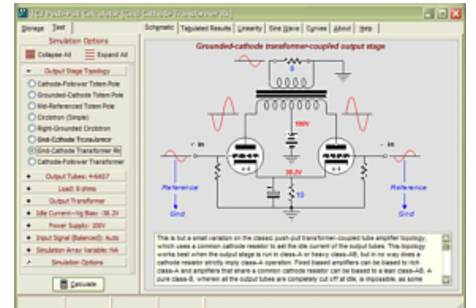 TCJ Push-Pull Calculator [Grid-Cathode Transformer Rk]
Storage Test
Schematic Tabulated Results Linearity Sine Wave Curves About Help
Simulation Options
Collapse All Expand All
Output Stage Topology
Cathode-Follower Totem Pole
Grounded-Cathode Totem Pole
Mid-Referenced Totem Pole
Circlotron (Simple)
Right-Grounded Circlotron
Gnd-Cathode Transformer
Gnd-Cathode Transformer Rk
Cathode-Follower Transformer
Output Tubes: 4-6AS7
Load: 8 ohms
Output Transformer
Idle Current--Vg Bias: -38.2V
Power Supply: 100V
Input Signal (Balanced): Auto
Simulation Array Variable: NA
Simulation Options
Calculate
Grounded-cathode transformer-coupled output stage
8
100V
- in
+ in
x 4
x 4
38.2V
10
Reference
Reference
Gnd
Gnd
This is but a small variation on the classic push-pull transformer-coupled tube amplifier topology,
which uses a common cathode resistor to set the idle current of the output tubes. This topology
works best when the output stage is run in class-A or heavy class-AB, but in no way does a
cathode resistor strictly imply class-A operation. Fixed biased amplifiers can be biased to rich
class-A and amplifiers that share a common cathode resistor can be biased to a lean class-AB. A
pure class-B, wherein all the output tubes are completely cut off at idle, is impossible, as some